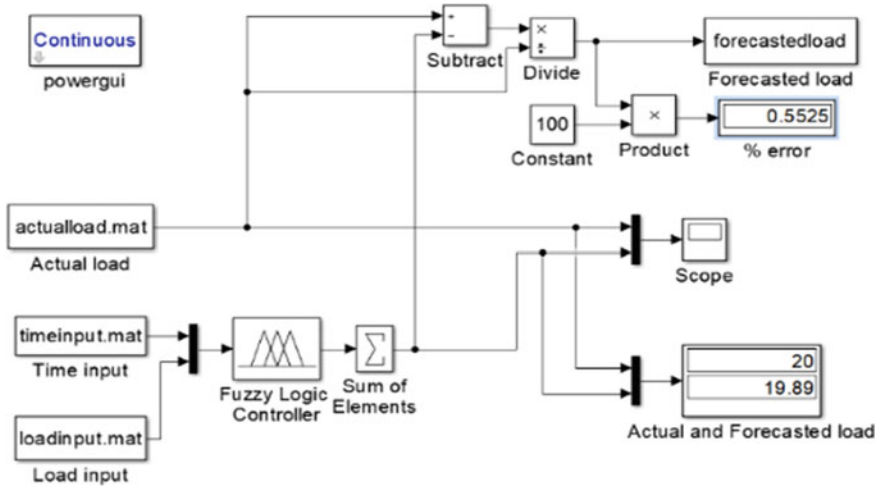 Continuous
powergui
+
−
Subtract
×
÷
Divide
forecastedload
Forecasted load
100
Constant
×
Product
0.5525
% error
actualload.mat
Actual load
Scope
timeinput.mat
Time input
loadinput.mat
Load input
Fuzzy Logic
Controller
Σ
Sum of
Elements
20
19.89
Actual and Forecasted load